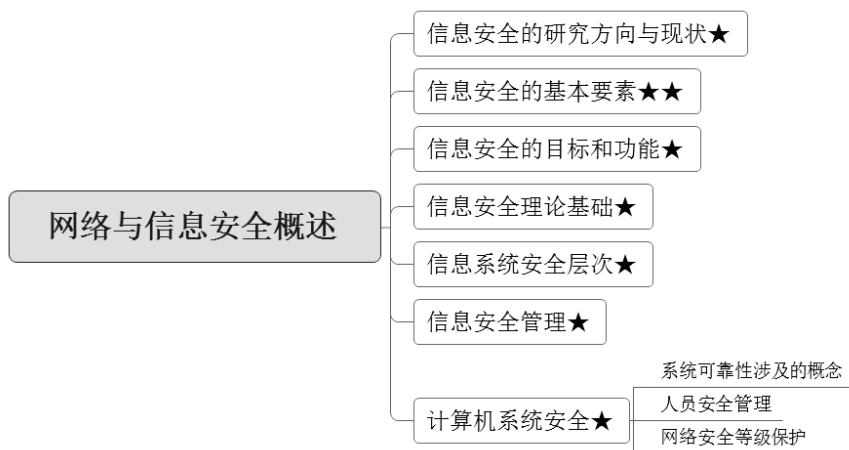 信息安全的研究方向与现状★
信息安全的基本要素★★
信息安全的目标和功能★
网络与信息安全概述
信息安全理论基础★
信息系统安全层次★
信息安全管理★
计算机系统安全★
系统可靠性涉及的概念
人员安全管理
网络安全等级保护